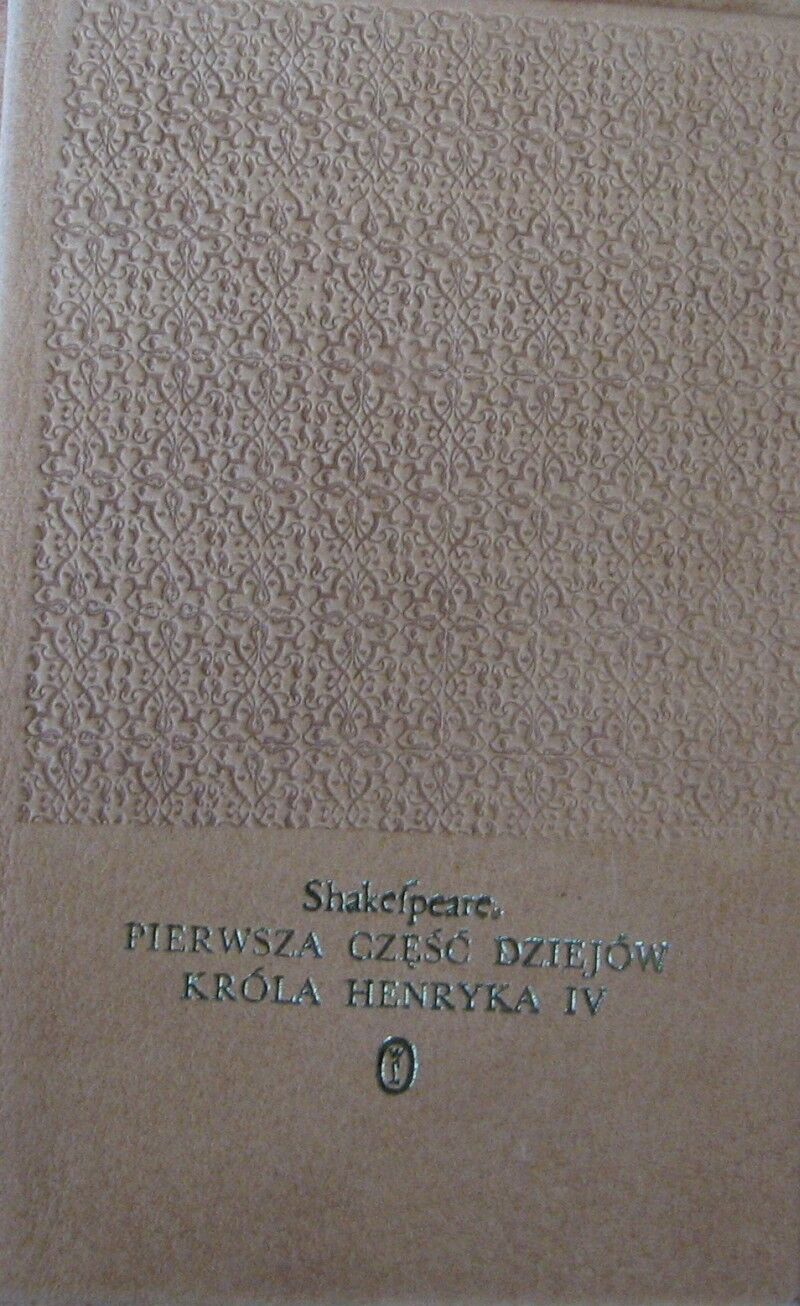 Shakeſpeare.
PIERWSZA CZĘŚĆ DZIEJÓW
KRÓLA HENRYKA IV